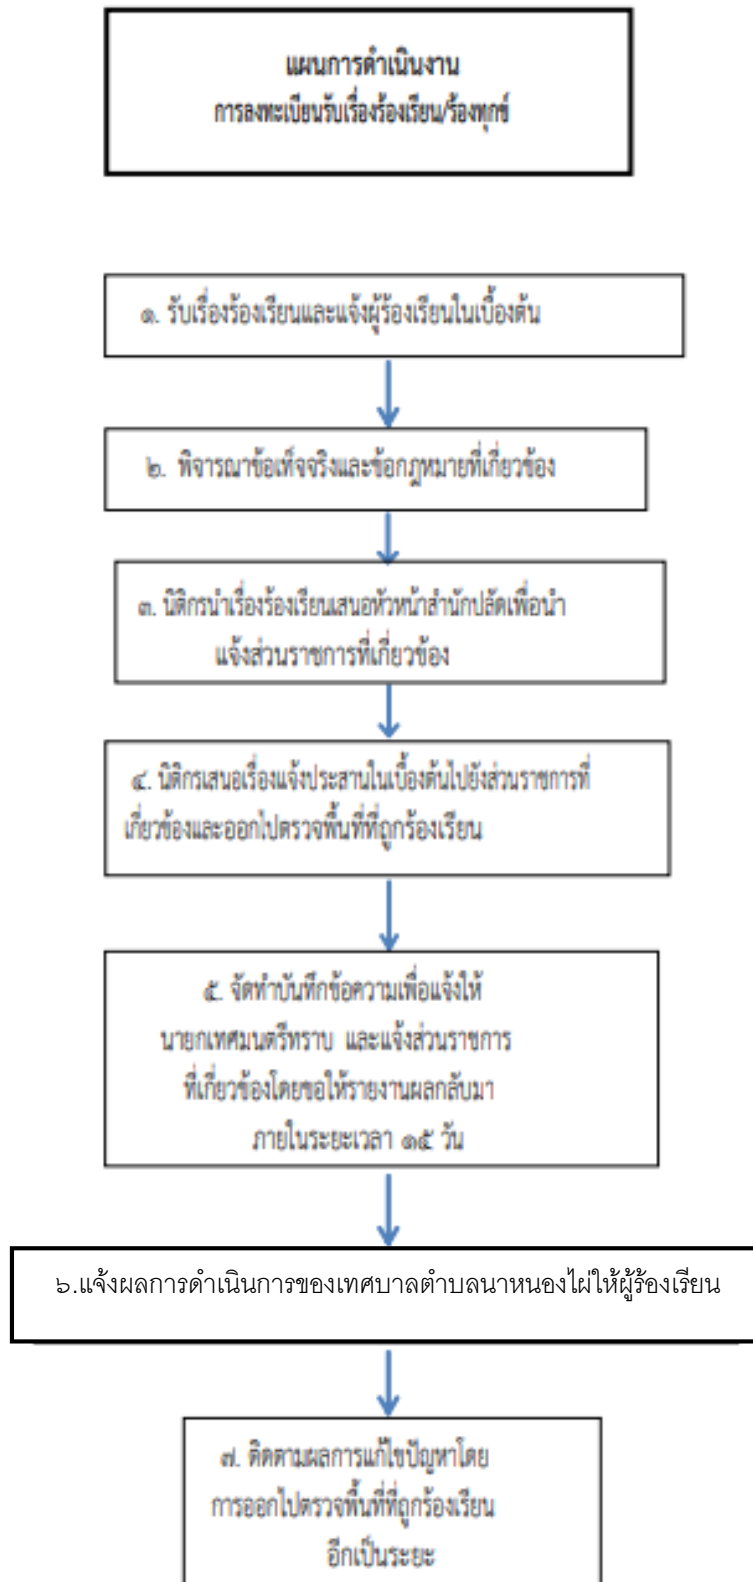 แผนการดำเนินงาน
การลงทะเบียนรับเรื่องร้องเรียน/ร้องทุกข์
๑. รับเรื่องร้องเรียนและแจ้งผู้ร้องเรียนในเบื้องต้น
๒. พิจารณาข้อเท็จจริงและข้อกฎหมายที่เกี่ยวข้อง
๓. นิติกรนำเรื่องร้องเรียนเสนอหัวหน้าสำนักปลัดเพื่อนำ
แจ้งส่วนราชการที่เกี่ยวข้อง
๔. นิติกรเสนอเรื่องแจ้งประสานในเบื้องต้นไปยังส่วนราชการที่
เกี่ยวข้องและออกไปตรวจพื้นที่ที่ถูกร้องเรียน
๕. จัดทำบันทึกข้อความเพื่อแจ้งให้
นายกเทศมนตรีทราบ และแจ้งส่วนราชการ
ที่เกี่ยวข้องโดยขอให้รายงานผลกลับมา
ภายในระยะเวลา ๑๕ วัน
๖.แจ้งผลการดำเนินการของเทศบาลตำบลนาหนองไผ่ให้ผู้ร้องเรียน
๗. ติดตามผลการแก้ไขปัญหาโดย
การออกไปตรวจพื้นที่ที่ถูกร้องเรียน
อีกเป็นระยะ